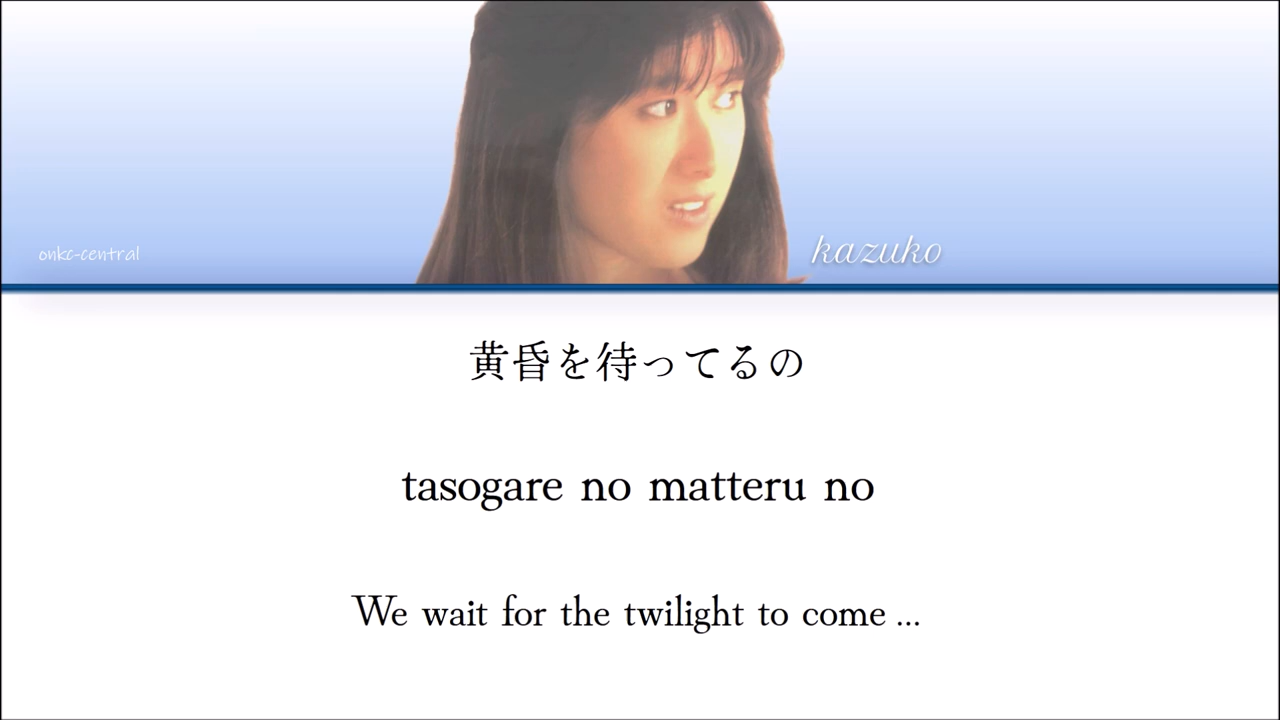 onkc-central
kazuko
黄昏を待ってるの
tasogare no matteru no
We wait for the twilight to come ...